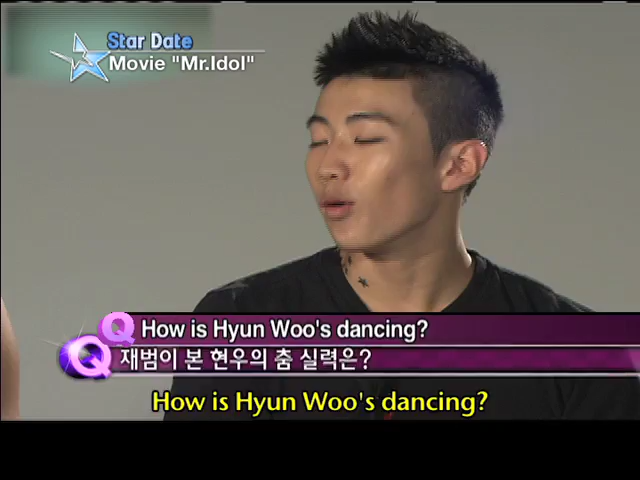 Star Date
Movie "Mr.Idol"
Q How is Hyun Woo's dancing?
Q 재범이 본 현우의 춤 실력은?
How is Hyun Woo's dancing?